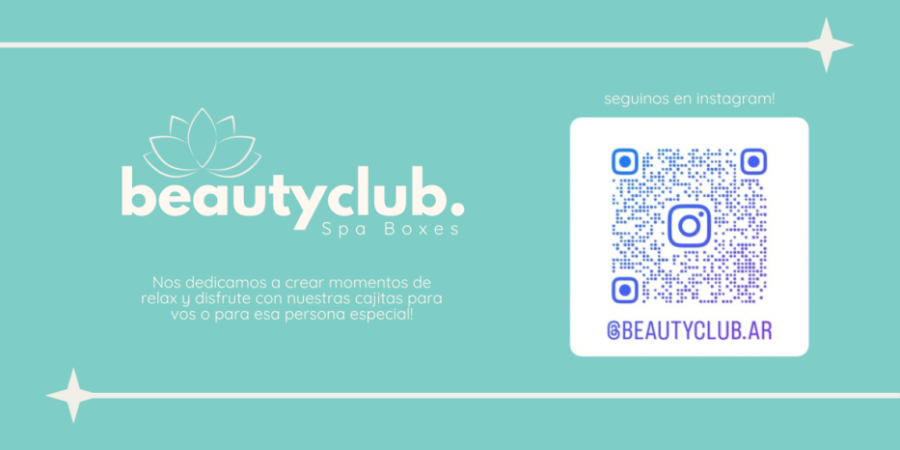 beautyclub.
Spa Boxes
Nos dedicamos a crear momentos de
relax y disfrute con nuestras cajitas para
vos o para esa persona especial!
seguinos en instagram!
@BEAUTYCLUB.AR